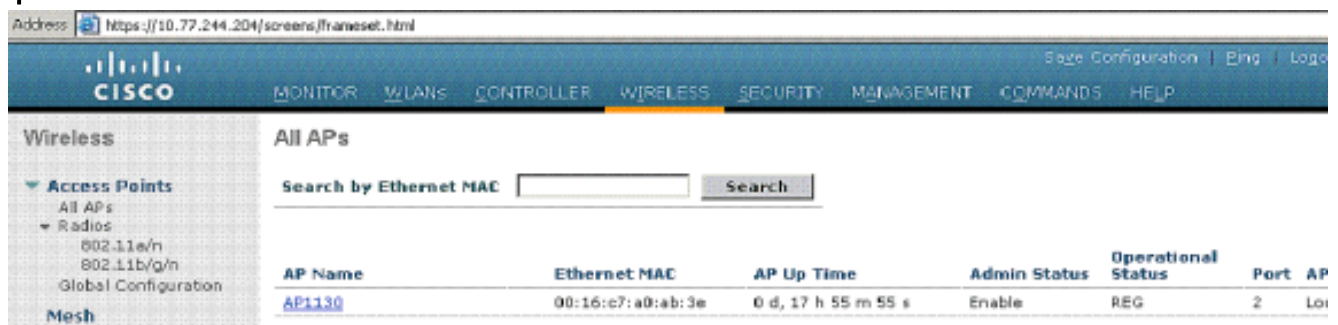 Address https://10.77.244.204/screens/frameset.html
Save Configuration | Ping | Logo
CISCO
MONITOR WLANs CONTROLLER WIRELESS SECURITY MANAGEMENT COMMANDS HELP
Wireless
Access Points
All APs
Radios
802.11a/n
802.11b/g/n
Global Configuration
Mesh
All APs
Search by Ethernet MAC Search
AP Name Ethernet MAC AP Up Time Admin Status Operational Status Port AP
AP1130 00:16:c7:a0:ab:3e 0 d, 17 h 55 m 55 s Enable REG 2 Loc